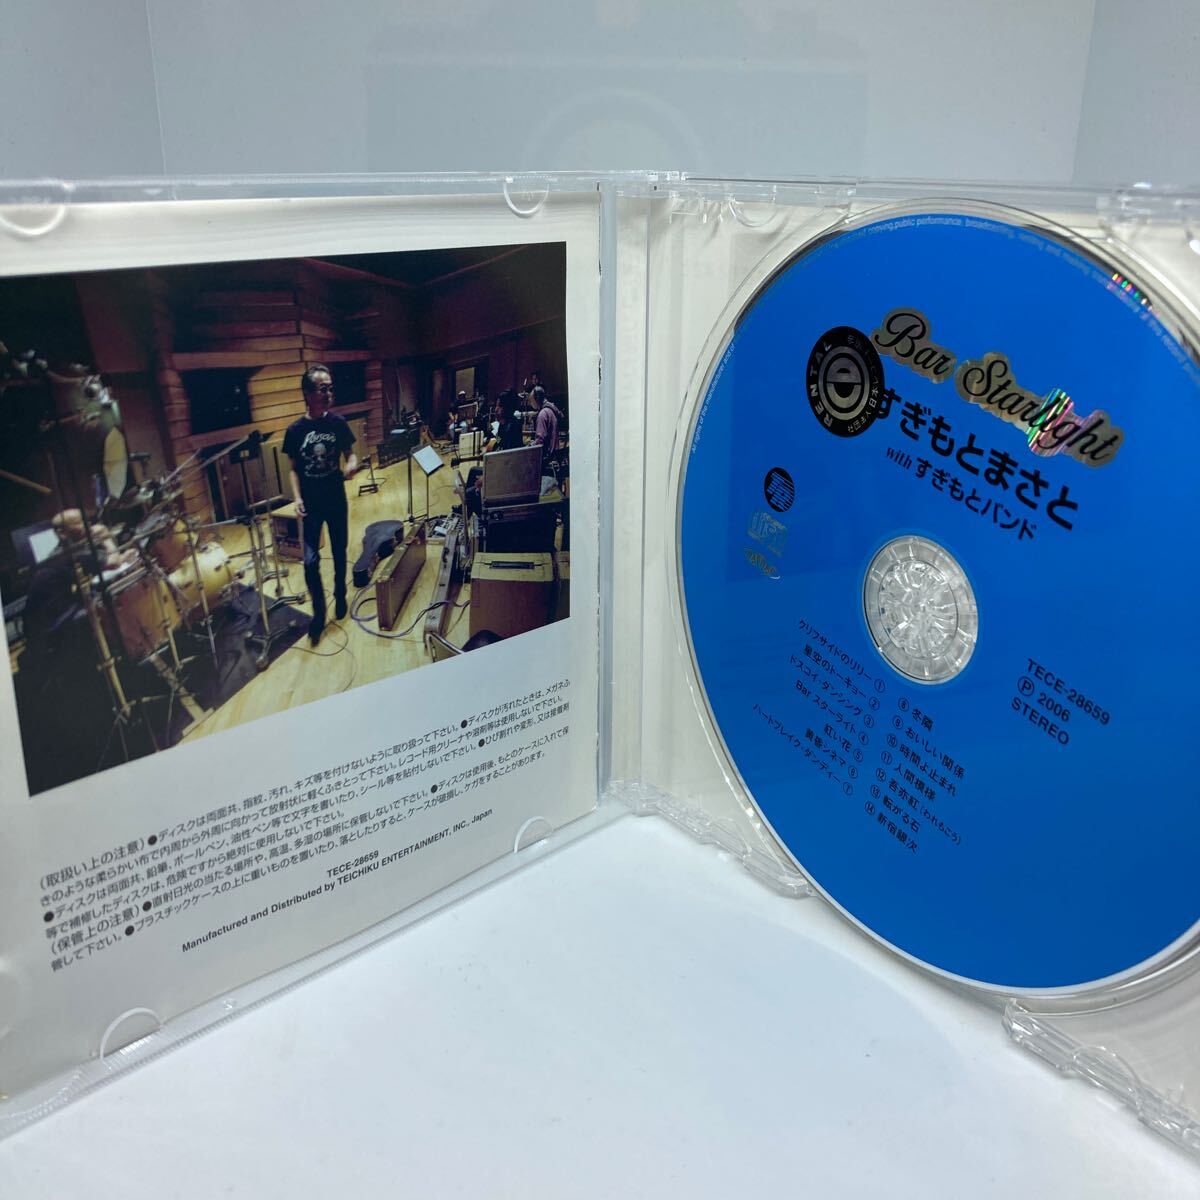 (取扱い上の注意)●ディスクは両面共、指紋、汚れ、キズ等を付けないように取り扱って下さい。●ディスクが汚れたときは、メガネふ
きのような柔らかい布で内周から外周に向かって放射状に軽くふきとって下さい。レコード用クリーナや溶剤等は使用しないで下さい。
●ディスクは両面共、鉛筆、ボールペン、油性ペン等で文字を書いたり、シール等を貼付しないで下さい。●ひび割れや変形、又は接着剤
等で補修したディスクは、危険ですから絶対に使用しないで下さい。
(保管上の注意)●直射日光の当たる場所や、高温、多湿の場所に保管しないで下さい。●ディスクは使用後、もとのケースに入れて保
管して下さい。●プラスチックケースの上に重いものを置いたり、落としたりすると、ケースが破損し、ケガをすることがあります。
TECE-28659
Manufactured and Distributed by TEICHIKU ENTERTAINMENT, INC., Japan
Bar Starlight
RENTAL
すぎもとまさと
with すぎもとバンド
TECE-28659
Ⓟ 2006
STEREO
クリフサイドのリリー ①
星空のトーキョー ②
ドスコイ ダンシング ③
Bar スターライト ④
紅い花 ⑤
黄昏シネマ ⑥
ハートブレイク・ダンディー ⑦
⑧ 冬隣
⑨ おいしい関係
⑩ 時間よ止まれ
⑪ 人間模様
⑫ 吾亦紅(われもこう)
⑬ 転がる石
⑭ 新宿銀次